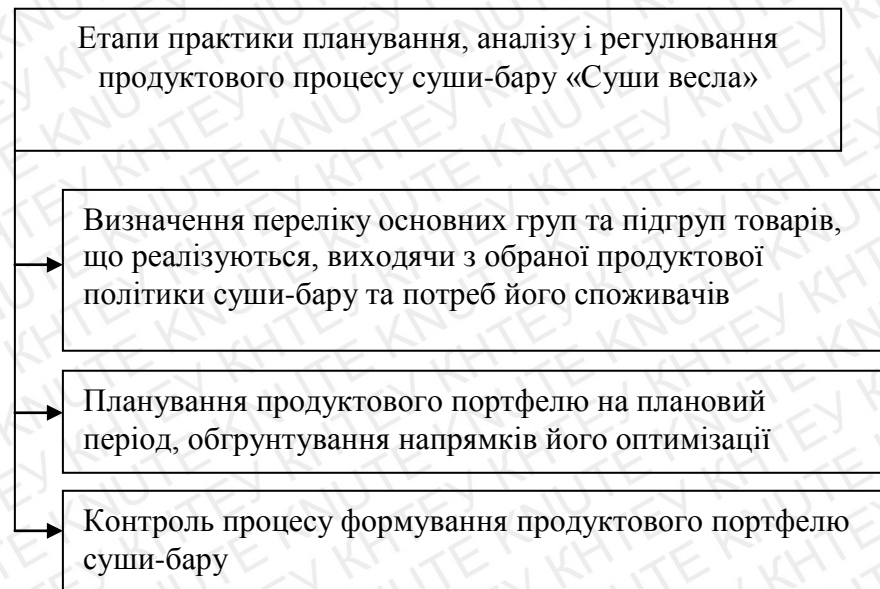 Етапи практики планування, аналізу і регулювання
продуктового процесу суши-бару «Суши весла»
Визначення переліку основних груп та підгруп товарів,
що реалізуються, виходячи з обраної продуктової
політики суши-бару та потреб його споживачів
Планування продуктового портфелю на плановий
період, обгрунтування напрямків його оптимізації
Контроль процесу формування продуктового портфелю
суши-бару